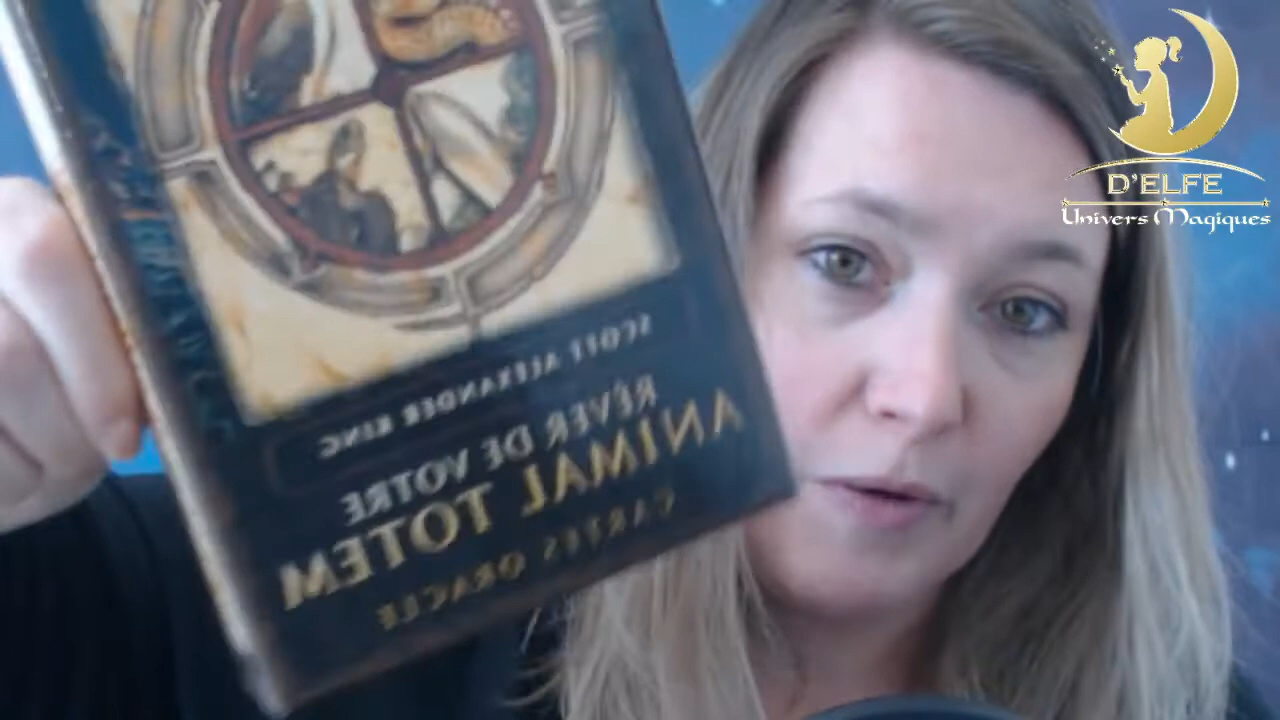 D'ELFE
Univers Magiques
SCOTT ALEXANDER KING
RÊVER DE VOTRE
ANIMAL TOTEM
CARTES ORACLE